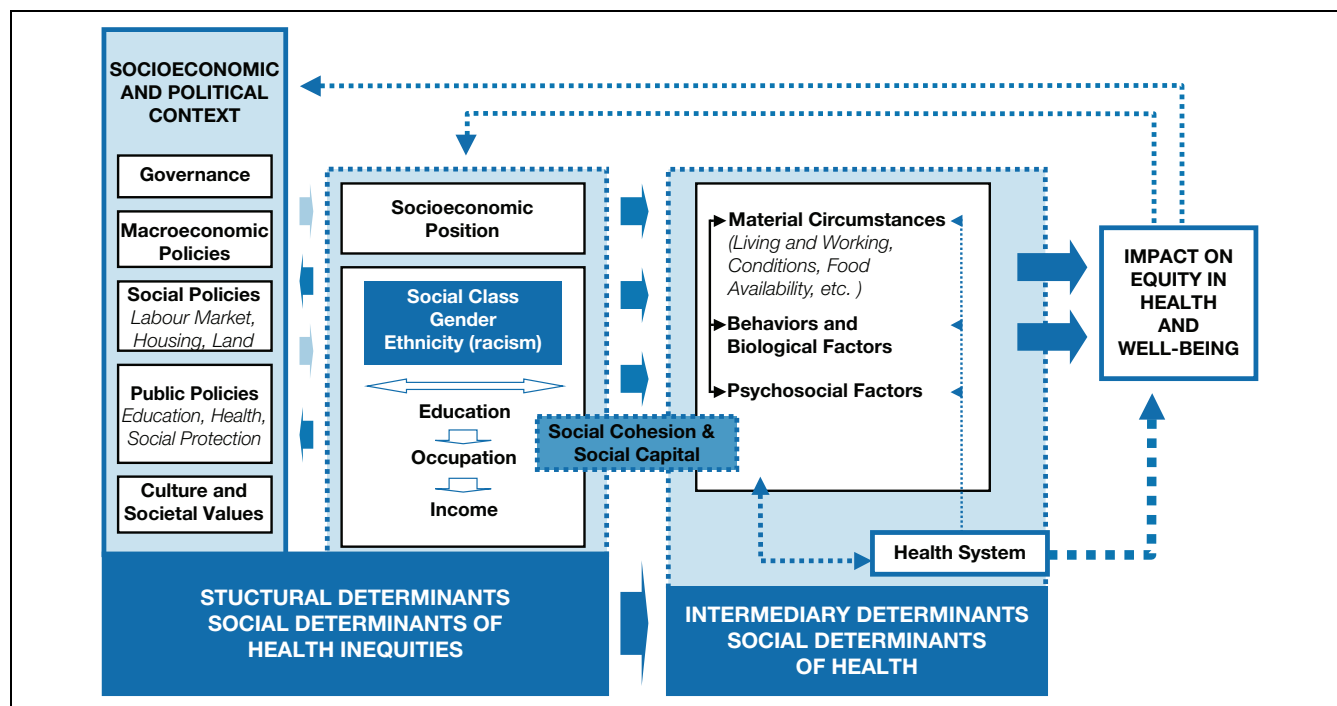 SOCIOECONOMIC
AND POLITICAL
CONTEXT
Governance
Macroeconomic
Policies
Social Policies
Labour Market,
Housing, Land
Public Policies
Education, Health,
Social Protection
Culture and
Societal Values
Socioeconomic
Position
Social Class
Gender
Ethnicity (racism)
Education
Occupation
Income
Social Cohesion &
Social Capital
Material Circumstances
(Living and Working,
Conditions, Food
Availability, etc. )
Behaviors and
Biological Factors
Psychosocial Factors
Health System
IMPACT ON
EQUITY IN
HEALTH
AND
WELL-BEING
STUCTURAL DETERMINANTS
SOCIAL DETERMINANTS OF
HEALTH INEQUITIES
INTERMEDIARY DETERMINANTS
SOCIAL DETERMINANTS
OF HEALTH